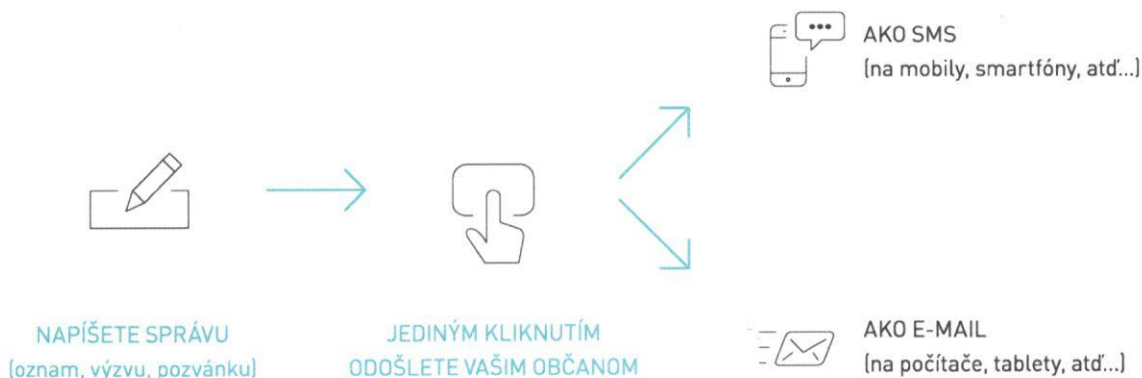 AKO SMS
(na mobily, smartfóny, atď...)
NAPÍŠETE SPRÁVU
(oznam, výzvu, pozvánku)
JEDINÝM KLIKNUTÍM
ODOŠLETE VAŠIM OBČANOM
AKO E-MAIL
(na počítače, tablety, atď...)